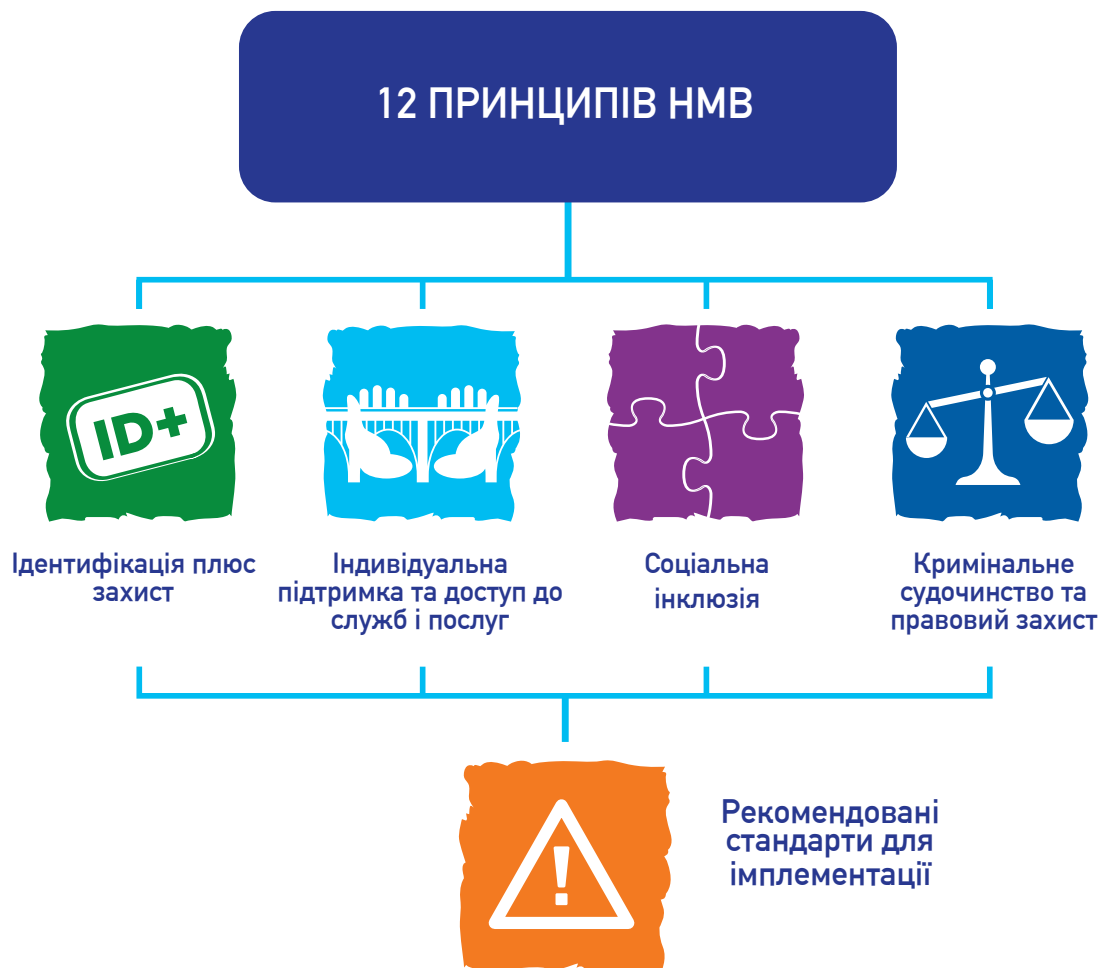 12 ПРИНЦИПІВ НМВ
ID+
Ідентифікація плюс
захист
Індивідуальна
підтримка та доступ до
служб і послуг
Соціальна
інклюзія
Кримінальне
судочинство та
правовий захист
!
Рекомендовані
стандарти для
імплементації